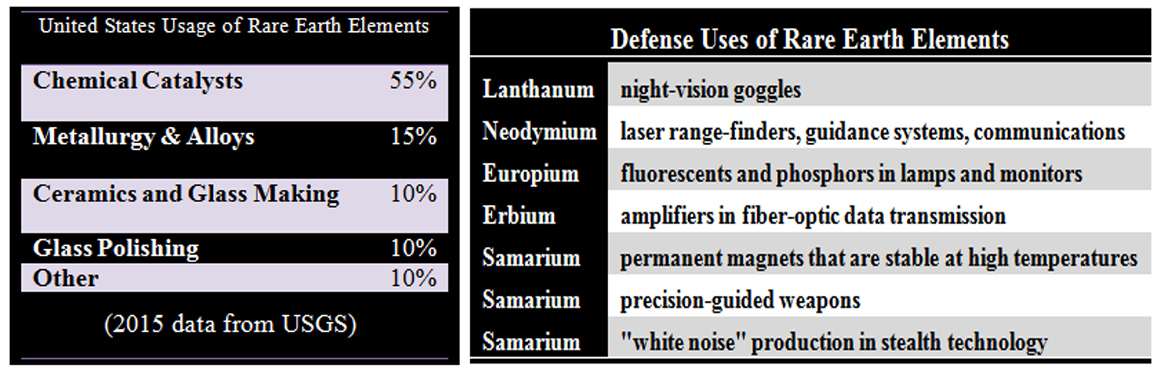 United States Usage of Rare Earth Elements
Chemical Catalysts 55%
Metallurgy & Alloys 15%
Ceramics and Glass Making 10%
Glass Polishing 10%
Other 10%
(2015 data from USGS)
Defense Uses of Rare Earth Elements
Lanthanum night-vision goggles
Neodymium laser range-finders, guidance systems, communications
Europium fluorescents and phosphors in lamps and monitors
Erbium amplifiers in fiber-optic data transmission
Samarium permanent magnets that are stable at high temperatures
Samarium precision-guided weapons
Samarium "white noise" production in stealth technology